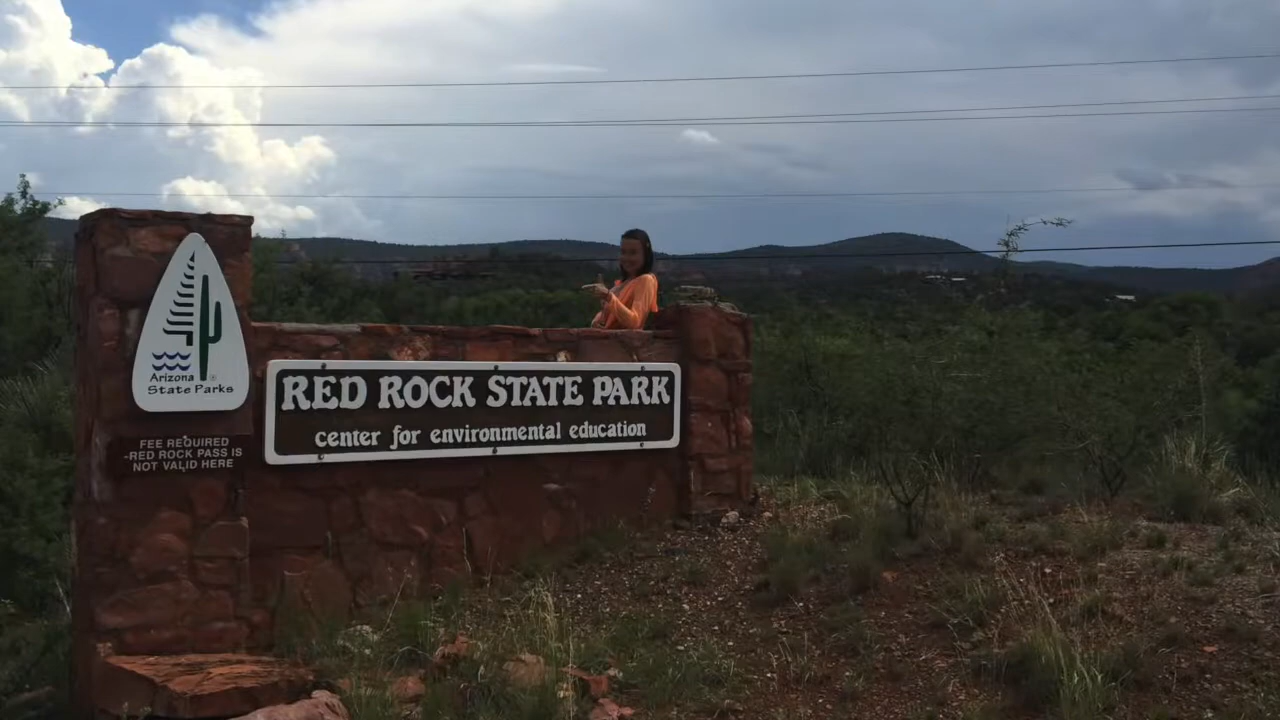 Arizona
State Parks
FEE REQUIRED
-RED ROCK PASS IS
NOT VALID HERE
RED ROCK STATE PARK
center for environmental education